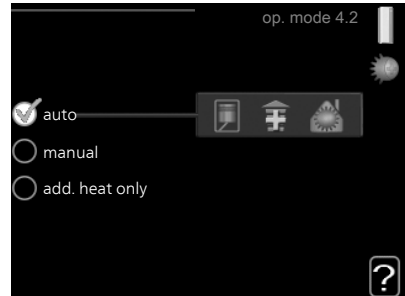 op. mode 4.2
auto
manual
add. heat only
?